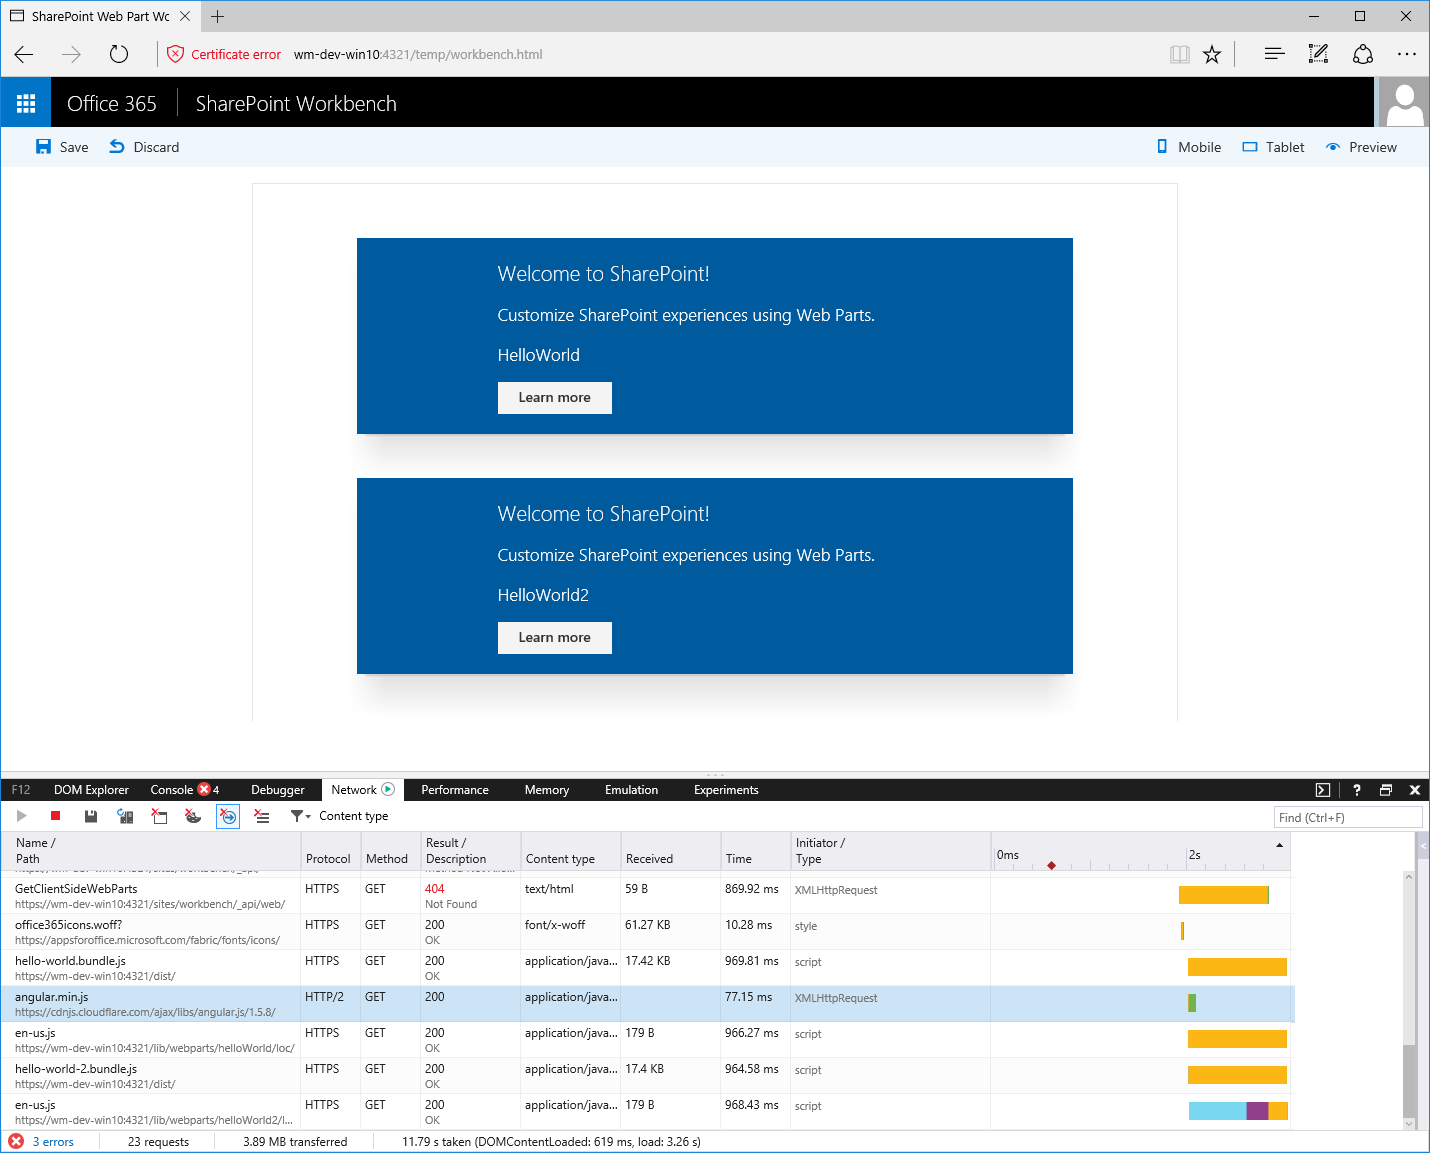 SharePoint Web Part Wc
Certificate error wm-dev-win10:4321/temp/workbench.html
Office 365 SharePoint Workbench
Save Discard Mobile Tablet Preview
Welcome to SharePoint!
Customize SharePoint experiences using Web Parts.
HelloWorld
Learn more
Welcome to SharePoint!
Customize SharePoint experiences using Web Parts.
HelloWorld2
Learn more
F12 DOM Explorer Console 4 Debugger Network Performance Memory Emulation Experiments
Content type Find (Ctrl+F)
Name / Result / Initiator /
Path Protocol Method Description Content type Received Time Type 0ms 2s
GetClientSideWebParts HTTPS GET 404 text/html 59 B 869.92 ms XMLHttpRequest
https://wm-dev-win10:4321/sites/workbench/_api/web/ Not Found
office365icons.woff? HTTPS GET 200 font/x-woff 61.27 KB 10.28 ms style
https://appsforoffice.microsoft.com/fabric/fonts/icons/ OK
hello-world.bundle.js HTTPS GET 200 application/java... 17.42 KB 969.81 ms script
https://wm-dev-win10:4321/dist/ OK
angular.min.js HTTP/2 GET 200 application/java... 77.15 ms XMLHttpRequest
https://cdnjs.cloudflare.com/ajax/libs/angular.js/1.5.8/
en-us.js HTTPS GET 200 application/java... 179 B 966.27 ms script
https://wm-dev-win10:4321/lib/webparts/helloWorld/loc/ OK
hello-world-2.bundle.js HTTPS GET 200 application/java... 17.4 KB 964.58 ms script
https://wm-dev-win10:4321/dist/ OK
en-us.js HTTPS GET 200 application/java... 179 B 968.43 ms script
https://wm-dev-win10:4321/lib/webparts/helloWorld2/l... OK
3 errors 23 requests 3.89 MB transferred 11.79 s taken (DOMContentLoaded: 619 ms, load: 3.26 s)